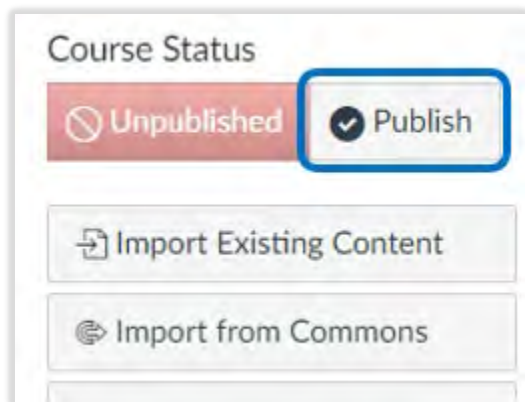 Course Status
Unpublished Publish
Import Existing Content
Import from Commons